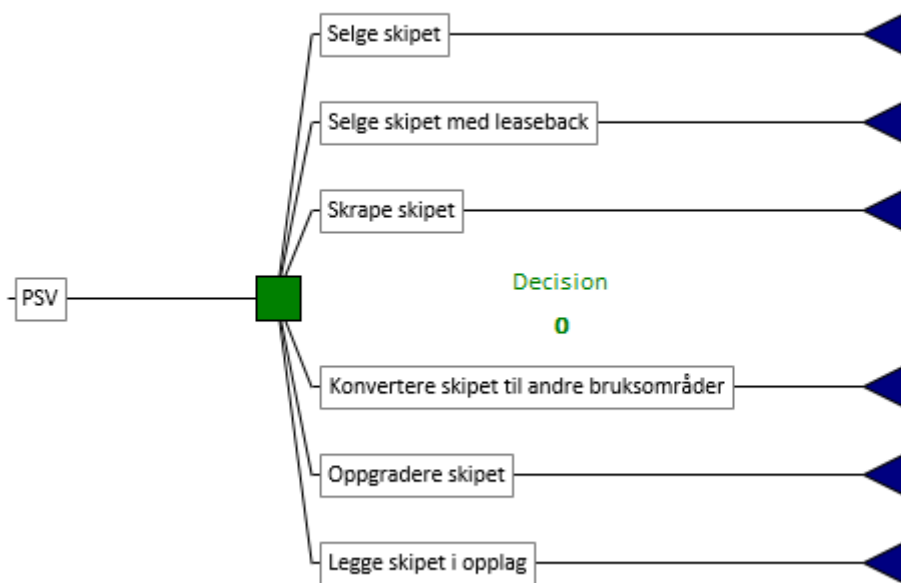 Selge skipet
Selge skipet med leaseback
Skrape skipet
PSV
Decision
0
Konvertere skipet til andre bruksområder
Oppgradere skipet
Legge skipet i opplag